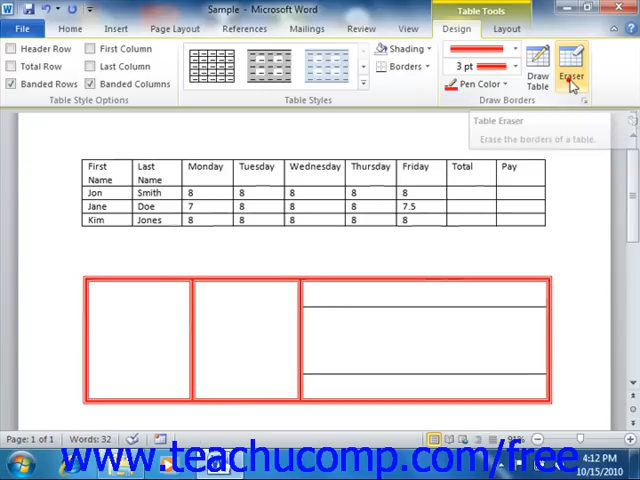 Sample - Microsoft Word
Table Tools
File Home Insert Page Layout References Mailings Review View Design Layout
Header Row First Column
Total Row Last Column
Banded Rows Banded Columns
Shading
Borders
3 pt
Pen Color
Draw Table
Eraser
Table Style Options Table Styles Draw Borders
Table Eraser
Erase the borders of a table.
First Name Last Name Monday Tuesday Wednesday Thursday Friday Total Pay
Jon Smith 8 8 8 8 8
Jane Doe 7 8 8 8 7.5
Kim Jones 8 8 8 8 8
Page: 1 of 1 Words: 32 91%
www.teachucomp.com/free
4:12 PM
10/15/2010